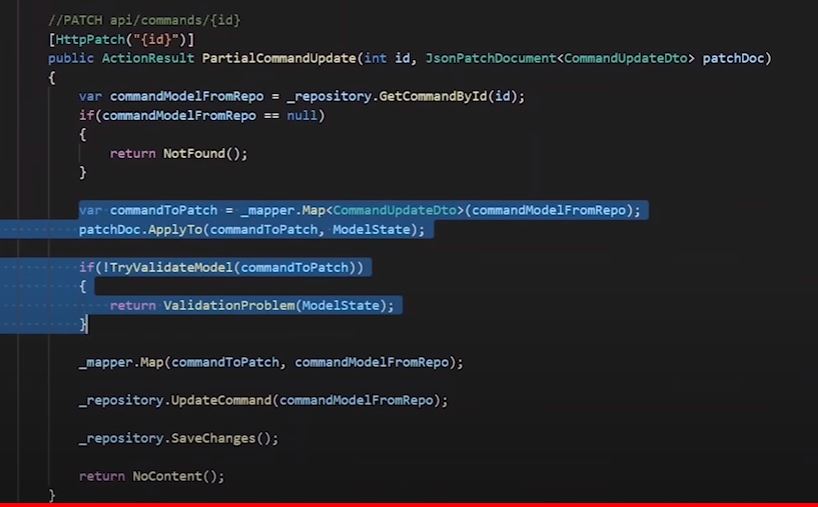 //PATCH api/commands/{id}
[HttpPatch("{id}")]
public ActionResult PartialCommandUpdate(int id, JsonPatchDocument<CommandUpdateDto> patchDoc)
{
var commandModelFromRepo = _repository.GetCommandById(id);
if(commandModelFromRepo == null)
{
return NotFound();
}
var commandToPatch = _mapper.Map<CommandUpdateDto>(commandModelFromRepo);
patchDoc.ApplyTo(commandToPatch, ModelState);
if(!TryValidateModel(commandToPatch))
{
return ValidationProblem(ModelState);
}
_mapper.Map(commandToPatch, commandModelFromRepo);
_repository.UpdateCommand(commandModelFromRepo);
_repository.SaveChanges();
return NoContent();
}